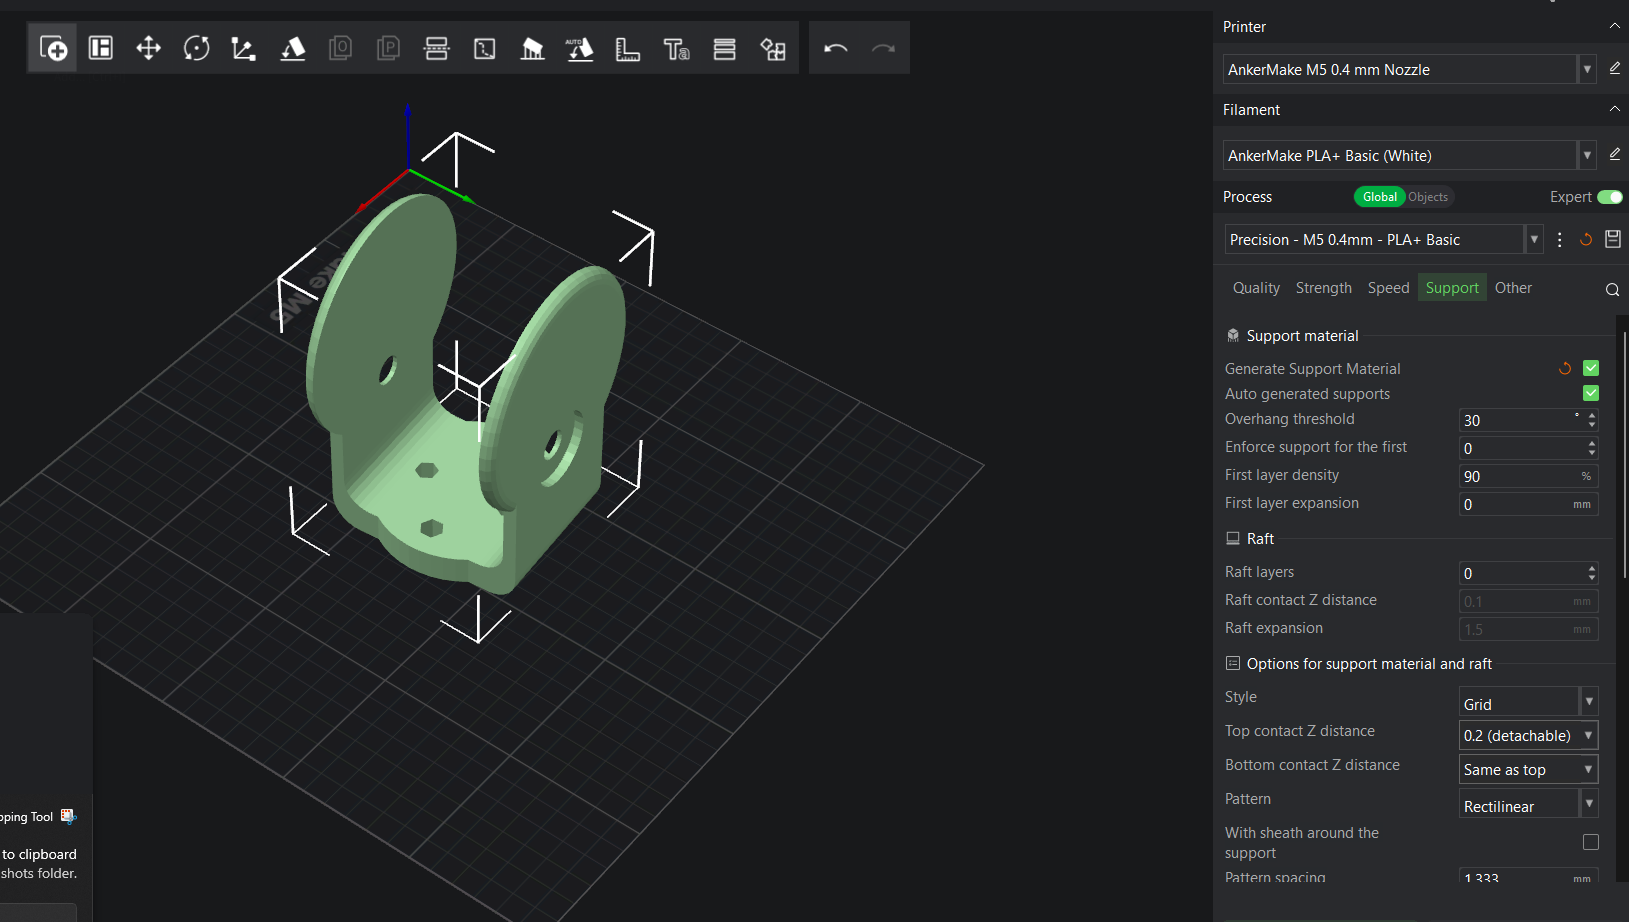 Printer
AnkerMake M5 0.4 mm Nozzle
Filament
AnkerMake PLA+ Basic (White)
Process
Global Objects
Expert
Precision - M5 0.4mm - PLA+ Basic
Quality Strength Speed Support Other
Support material
Generate Support Material
Auto generated supports
Overhang threshold 30 °
Enforce support for the first 0
First layer density 90 %
First layer expansion 0 mm
Raft
Raft layers 0
Raft contact Z distance 0.1 mm
Raft expansion 1.5 mm
Options for support material and raft
Style Grid
Top contact Z distance 0.2 (detachable)
Bottom contact Z distance Same as top
Pattern Rectilinear
With sheath around the
support
Pattern spacing 1.333 mm
AUTO
pping Tool
to clipboard
shots folder.
M5